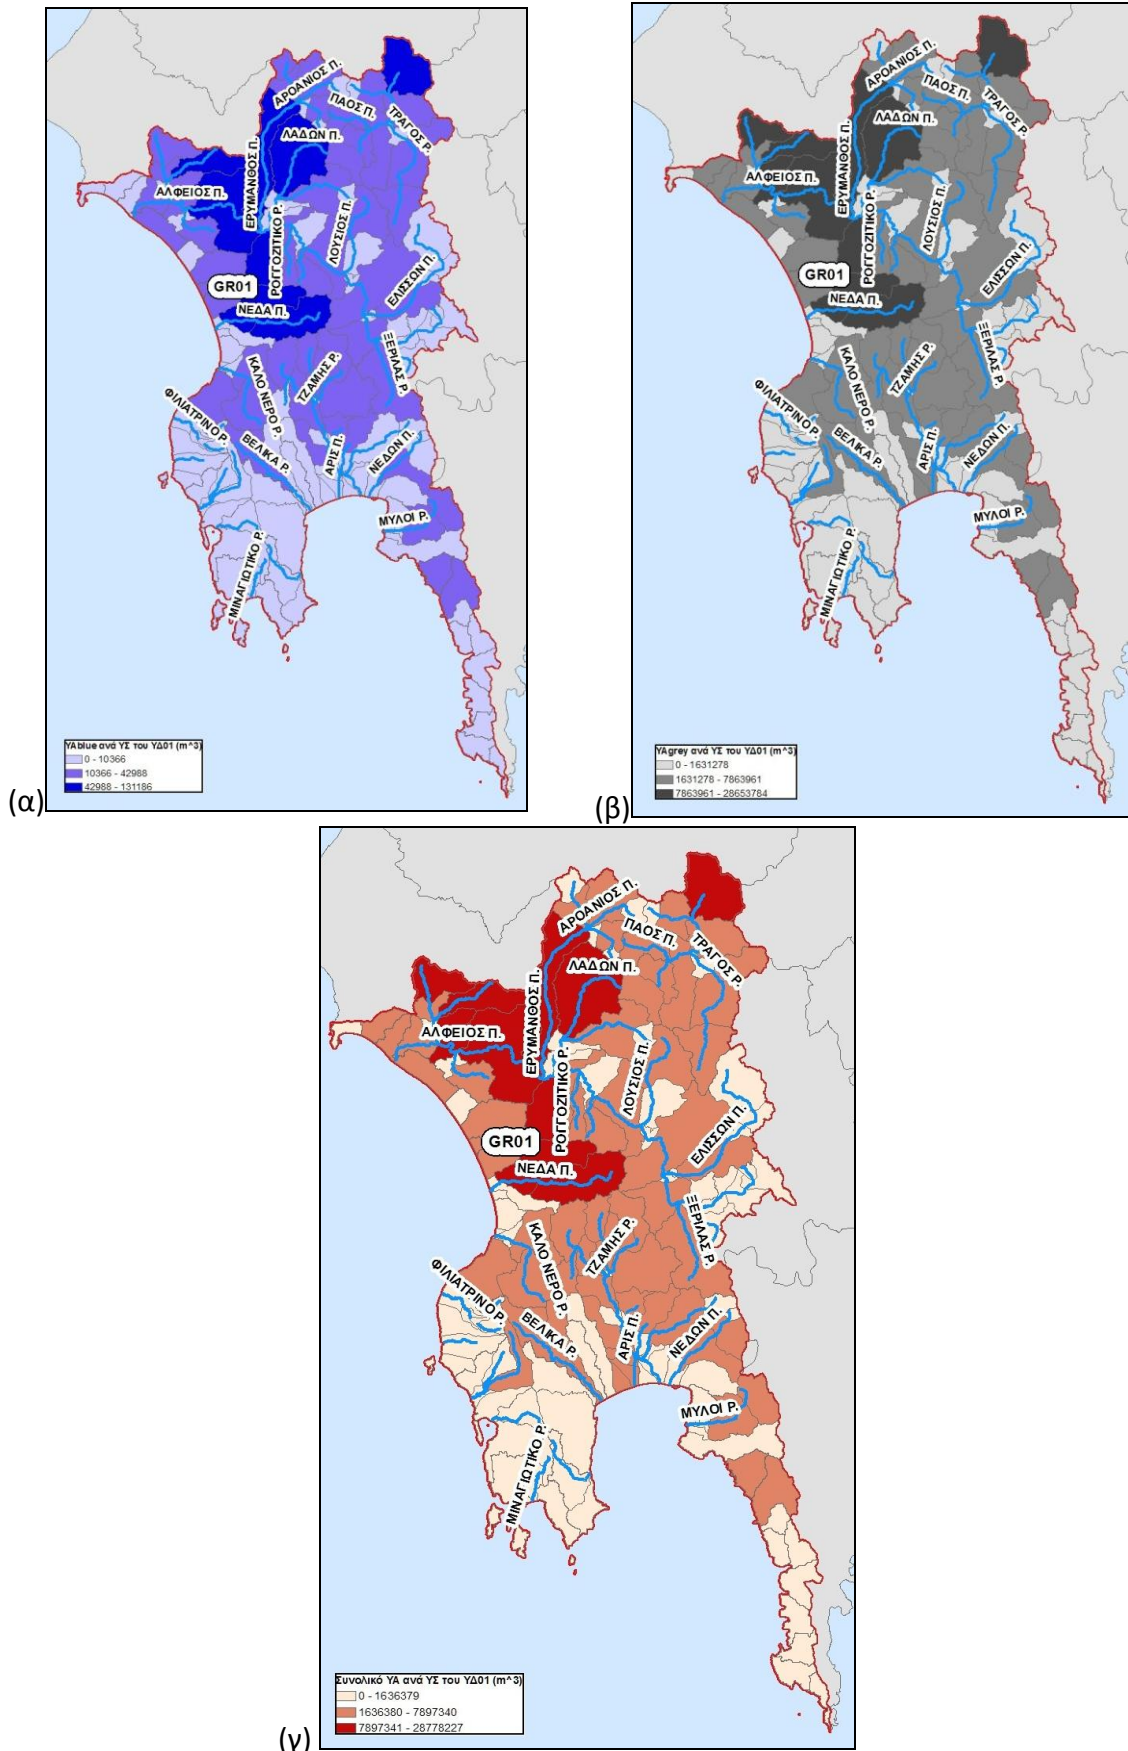 ΑΡΟΑΝΙΟΣ Π.
ΠΑΟΣ Π.
ΤΡΑΓΟΣ Ρ.
ΛΑΔΩΝ Π.
ΕΡΥΜΑΝΘΟΣ Π.
ΑΛΦΕΙΟΣ Π.
ΡΟΓΓΟΖΙΤΙΚΟ Ρ.
ΛΟΥΣΙΟΣ Π.
ΕΛΙΣΣΩΝ Π.
GR01
ΝΕΔΑ Π.
ΞΕΡΙΛΑΣ Ρ.
ΚΑΛΟ ΝΕΡΟ Ρ.
ΤΖΑΜΗΣ Ρ.
ΦΙΛΙΑΤΡΙΝΟ Ρ.
ΒΕΛΙΚΑ Ρ.
ΑΡΙΣ Π.
ΝΕΔΩΝ Π.
ΜΥΛΟΙ Ρ.
ΜΙΝΑΓΙΩΤΙΚΟ Ρ.
ΥΑblue ανά ΥΣ του ΥΔ01 (m^3)
0 - 10366
10366 - 42988
42988 - 131186
(α)
ΑΡΟΑΝΙΟΣ Π.
ΠΑΟΣ Π.
ΤΡΑΓΟΣ Ρ.
ΛΑΔΩΝ Π.
ΕΡΥΜΑΝΘΟΣ Π.
ΑΛΦΕΙΟΣ Π.
ΡΟΓΓΟΖΙΤΙΚΟ Ρ.
ΛΟΥΣΙΟΣ Π.
ΕΛΙΣΣΩΝ Π.
GR01
ΝΕΔΑ Π.
ΞΕΡΙΛΑΣ Ρ.
ΚΑΛΟ ΝΕΡΟ Ρ.
ΤΖΑΜΗΣ Ρ.
ΦΙΛΙΑΤΡΙΝΟ Ρ.
ΒΕΛΙΚΑ Ρ.
ΑΡΙΣ Π.
ΝΕΔΩΝ Π.
ΜΥΛΟΙ Ρ.
ΜΙΝΑΓΙΩΤΙΚΟ Ρ.
ΥΑgrey ανά ΥΣ του ΥΔ01 (m^3)
0 - 1631278
1631278 - 7863961
7863961 - 28653784
(β)
ΑΡΟΑΝΙΟΣ Π.
ΠΑΟΣ Π.
ΤΡΑΓΟΣ Ρ.
ΛΑΔΩΝ Π.
ΕΡΥΜΑΝΘΟΣ Π.
ΑΛΦΕΙΟΣ Π.
ΡΟΓΓΟΖΙΤΙΚΟ Ρ.
ΛΟΥΣΙΟΣ Π.
ΕΛΙΣΣΩΝ Π.
GR01
ΝΕΔΑ Π.
ΞΕΡΙΛΑΣ Ρ.
ΚΑΛΟ ΝΕΡΟ Ρ.
ΤΖΑΜΗΣ Ρ.
ΦΙΛΙΑΤΡΙΝΟ Ρ.
ΒΕΛΙΚΑ Ρ.
ΑΡΙΣ Π.
ΝΕΔΩΝ Π.
ΜΥΛΟΙ Ρ.
ΜΙΝΑΓΙΩΤΙΚΟ Ρ.
Συνολικό ΥΑ ανά ΥΣ του ΥΔ01 (m^3)
0 - 1636379
1636380 - 7897340
7897341 - 28778227
(γ)